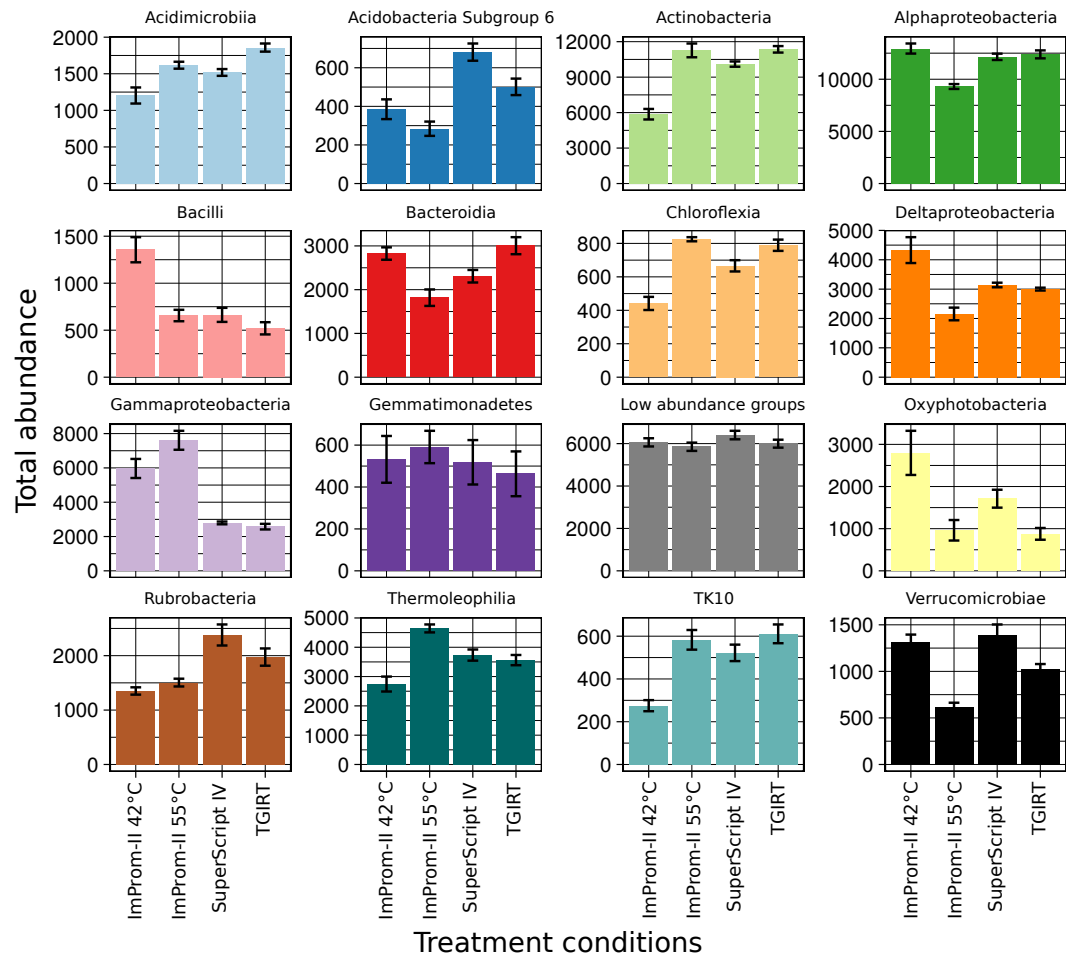 Acidimicrobiia
Acidobacteria Subgroup 6
Actinobacteria
Alphaproteobacteria
2000
1500
1000
500
0
600
400
200
0
12000
9000
6000
3000
0
10000
5000
0
Bacilli
Bacteroidia
Chloroflexia
Deltaproteobacteria
1500
1000
500
0
3000
2000
1000
0
800
600
400
200
0
5000
4000
3000
2000
1000
0
Gammaproteobacteria
Gemmatimonadetes
Low abundance groups
Oxyphotobacteria
8000
6000
4000
2000
0
600
400
200
0
6000
4000
2000
0
3000
2000
1000
0
Rubrobacteria
Thermoleophilia
TK10
Verrucomicrobiae
2000
1000
0
5000
4000
3000
2000
1000
0
600
400
200
0
1500
1000
500
0
Total abundance
ImProm-II 42°C
ImProm-II 55°C
SuperScript IV
TGIRT
ImProm-II 42°C
ImProm-II 55°C
SuperScript IV
TGIRT
ImProm-II 42°C
ImProm-II 55°C
SuperScript IV
TGIRT
ImProm-II 42°C
ImProm-II 55°C
SuperScript IV
TGIRT
Treatment conditions